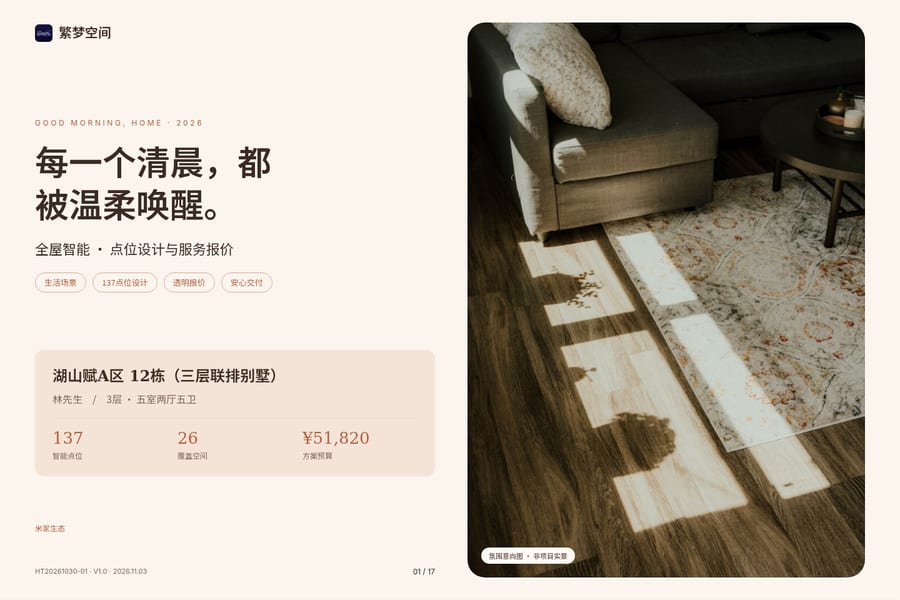 繁梦空间
GOOD MORNING, HOME · 2026
每一个清晨，都
被温柔唤醒。
全屋智能 · 点位设计与服务报价
生活场景
137点位设计
透明报价
安心交付
湖山赋A区 12栋（三层联排别墅）
林先生 / 3层 · 五室两厅五卫
137
26
¥51,820
智能点位
覆盖空间
方案预算
米家生态
HT20261030-01 · V1.0 · 2026.11.03
01 / 17
氛围意向图 · 非项目实景